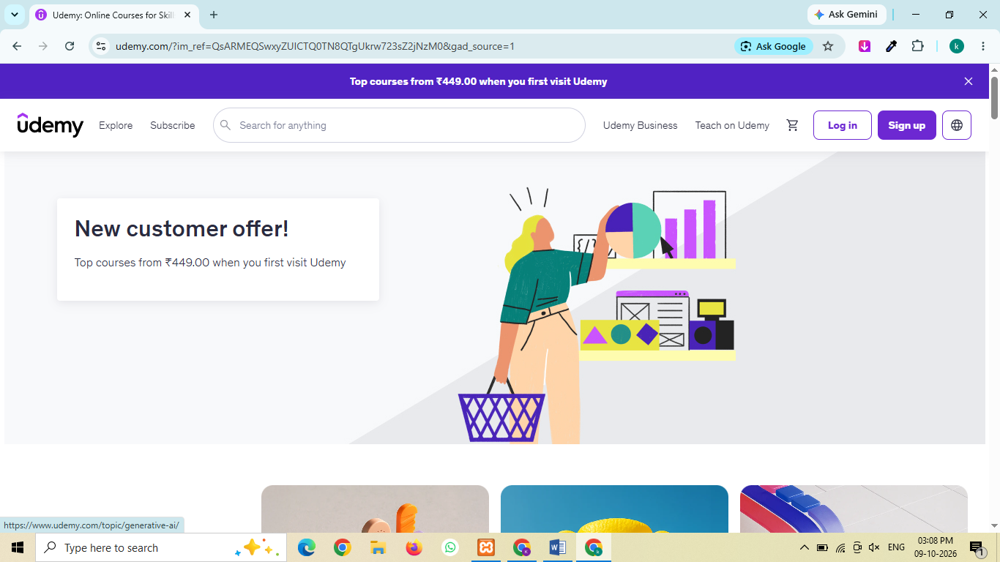 Udemy: Online Courses for Skill
Ask Gemini
udemy.com/?im_ref=QsARMEQSwxyZUICTQ0TN8QTgUkrw723sZ2jNzM0&gad_source=1
Ask Google
k
Top courses from ₹449.00 when you first visit Udemy
udemy
Explore
Subscribe
Search for anything
Udemy Business
Teach on Udemy
Log in
Sign up
New customer offer!
Top courses from ₹449.00 when you first visit Udemy
https://www.udemy.com/topic/generative-ai/
Type here to search
ENG
03:08 PM
09-10-2026
1